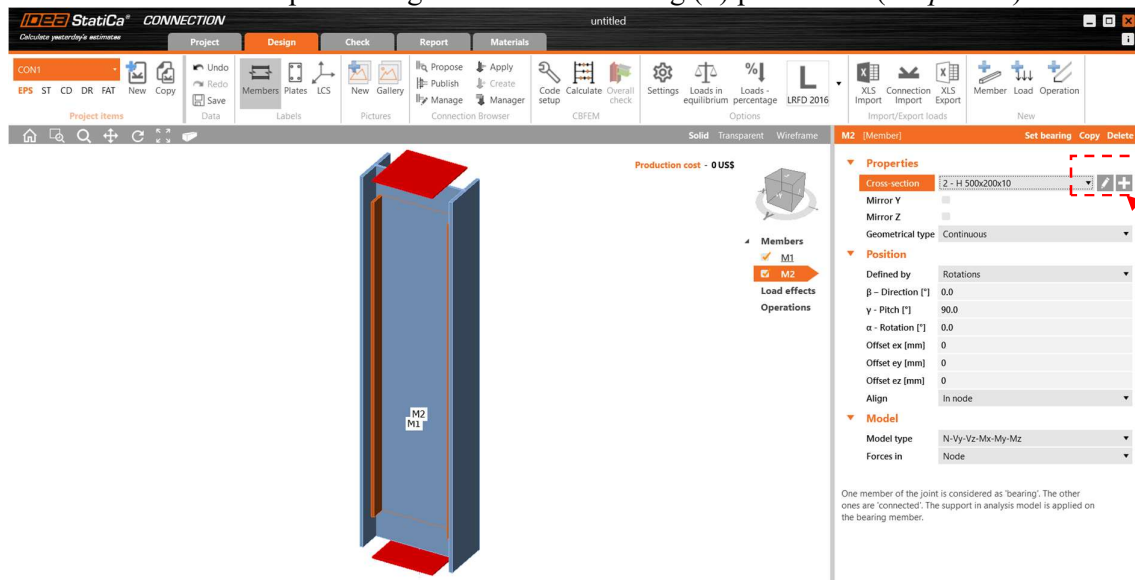 IDEA StatiCa® CONNECTION
untitled
Calculate yesterday's estimates
Project Design Check Report Materials
CON1
EPS ST CD DR FAT
New Copy
Undo
Redo
Save
Members Plates LCS
New Gallery
Propose
Publish
Manage
Apply
Create
Manager
Code setup
Calculate
Overall check
Settings
Loads in equilibrium
Loads - percentage
LRFD 2016
XLS Import
Connection Import
XLS Export
Member Load Operation
Project items Data Labels Pictures Connection Browser CBFEM Options Import/Export loads New
Solid Transparent Wireframe
M2 [Member] Set bearing Copy Delete
Production cost - 0 US$
Members
M1
M2
Load effects
Operations
M2
M1
Properties
Cross-section 2 - H 500x200x10
Mirror Y
Mirror Z
Geometrical type Continuous
Position
Defined by Rotations
β – Direction [°] 0.0
γ - Pitch [°] 90.0
α - Rotation [°] 0.0
Offset ex [mm] 0
Offset ey [mm] 0
Offset ez [mm] 0
Align In node
Model
Model type N-Vy-Vz-Mx-My-Mz
Forces in Node
One member of the joint is considered as 'bearing'. The other
ones are 'connected'. The support in analysis model is applied on
the bearing member.